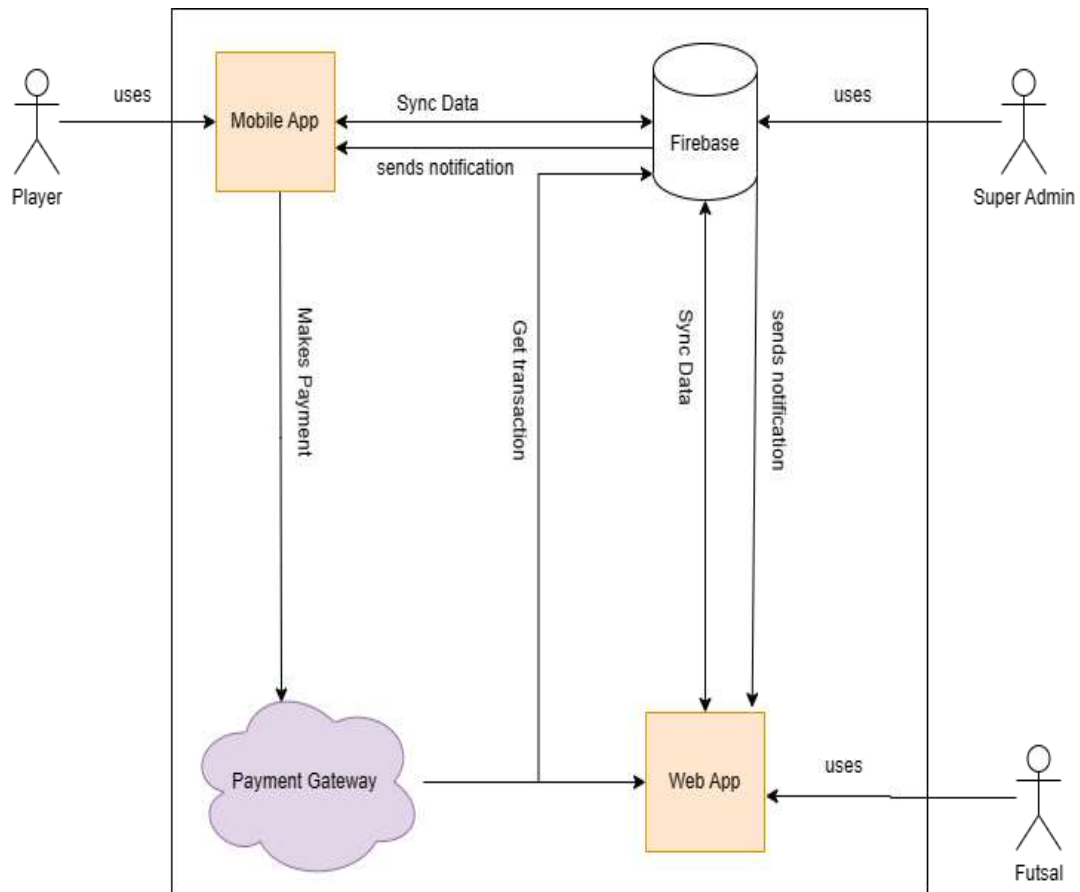 uses
Mobile App
Sync Data
sends notification
Firebase
uses
Player
Super Admin
Makes Payment
Get transaction
Sync Data
sends notification
Payment Gateway
Web App
uses
Futsal